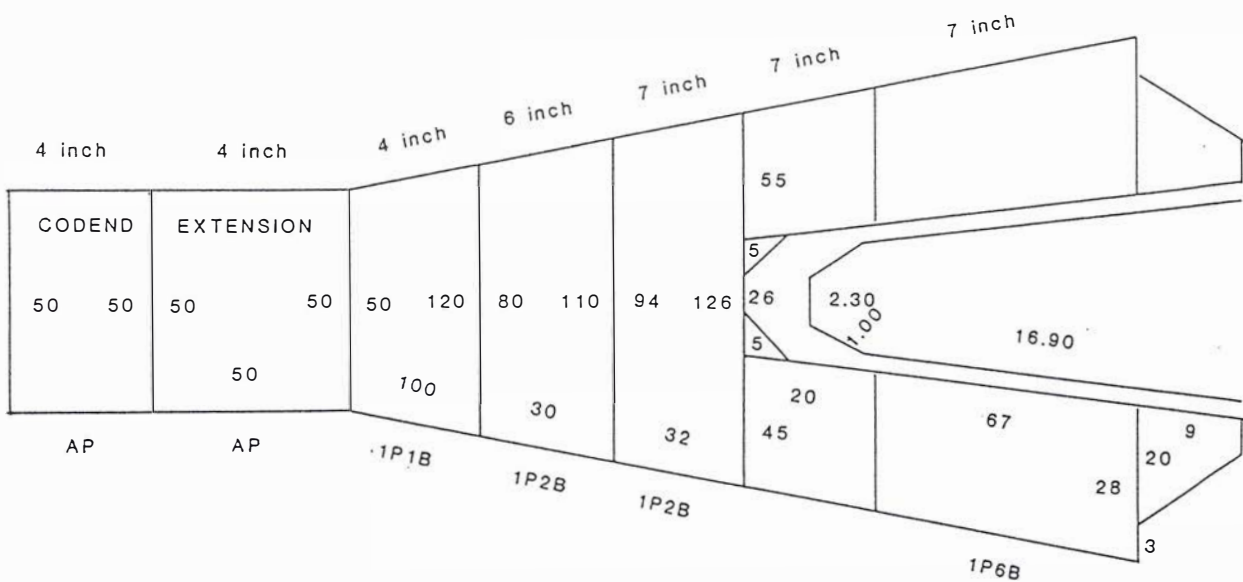 7 inch
7 inch
7 inch
6 inch
4 inch
4 inch
4 inch
CODEND
EXTENSION
55
5
50 50 50 50 50 120 80 110 94 126 26 2.30
1.00
16.90
5
50
100
30
32
20
45
67
9
20
28
3
AP
AP
1P1B
1P2B
1P2B
1P6B